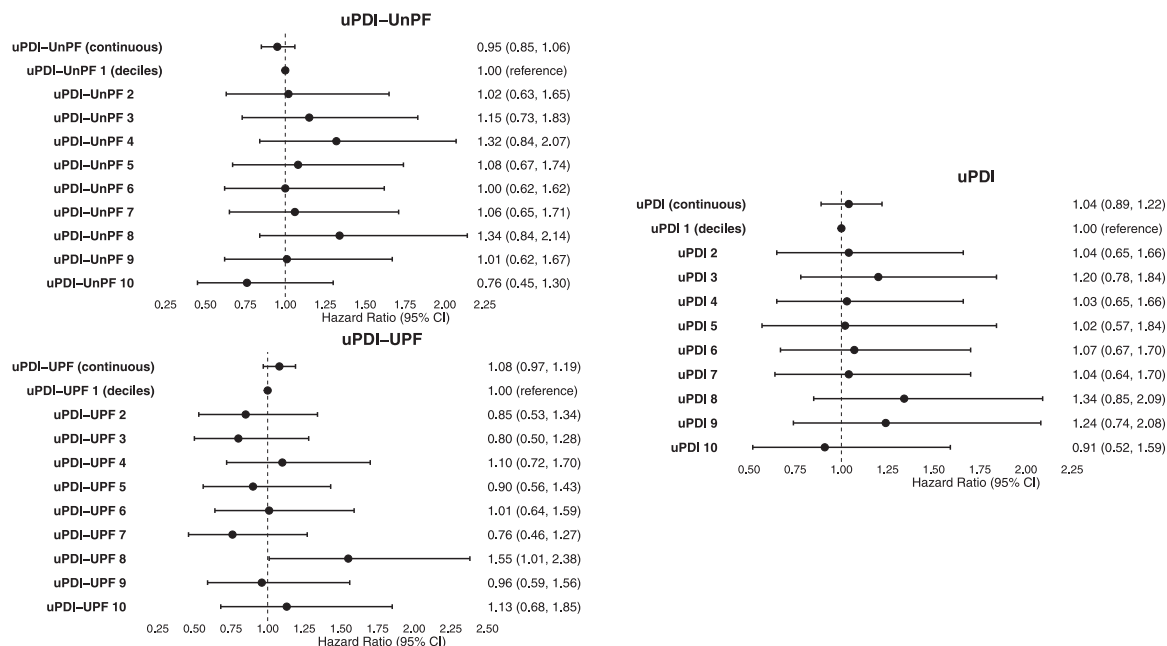 uPDI–UnPF
uPDI–UnPF (continuous) 0.95 (0.85, 1.06)
uPDI–UnPF 1 (deciles) 1.00 (reference)
uPDI–UnPF 2 1.02 (0.63, 1.65)
uPDI–UnPF 3 1.15 (0.73, 1.83)
uPDI–UnPF 4 1.32 (0.84, 2.07)
uPDI–UnPF 5 1.08 (0.67, 1.74)
uPDI–UnPF 6 1.00 (0.62, 1.62)
uPDI–UnPF 7 1.06 (0.65, 1.71)
uPDI–UnPF 8 1.34 (0.84, 2.14)
uPDI–UnPF 9 1.01 (0.62, 1.67)
uPDI–UnPF 10 0.76 (0.45, 1.30)
0.25 0.50 0.75 1.00 1.25 1.50 1.75 2.00 2.25
Hazard Ratio (95% CI)
uPDI–UPF
uPDI–UPF (continuous) 1.08 (0.97, 1.19)
uPDI–UPF 1 (deciles) 1.00 (reference)
uPDI–UPF 2 0.85 (0.53, 1.34)
uPDI–UPF 3 0.80 (0.50, 1.28)
uPDI–UPF 4 1.10 (0.72, 1.70)
uPDI–UPF 5 0.90 (0.56, 1.43)
uPDI–UPF 6 1.01 (0.64, 1.59)
uPDI–UPF 7 0.76 (0.46, 1.27)
uPDI–UPF 8 1.55 (1.01, 2.38)
uPDI–UPF 9 0.96 (0.59, 1.56)
uPDI–UPF 10 1.13 (0.68, 1.85)
0.25 0.50 0.75 1.00 1.25 1.50 1.75 2.00 2.25 2.50
Hazard Ratio (95% CI)
uPDI
uPDI (continuous) 1.04 (0.89, 1.22)
uPDI 1 (deciles) 1.00 (reference)
uPDI 2 1.04 (0.65, 1.66)
uPDI 3 1.20 (0.78, 1.84)
uPDI 4 1.03 (0.65, 1.66)
uPDI 5 1.02 (0.57, 1.84)
uPDI 6 1.07 (0.67, 1.70)
uPDI 7 1.04 (0.64, 1.70)
uPDI 8 1.34 (0.85, 2.09)
uPDI 9 1.24 (0.74, 2.08)
uPDI 10 0.91 (0.52, 1.59)
0.50 0.75 1.00 1.25 1.50 1.75 2.00 2.25
Hazard Ratio (95% CI)